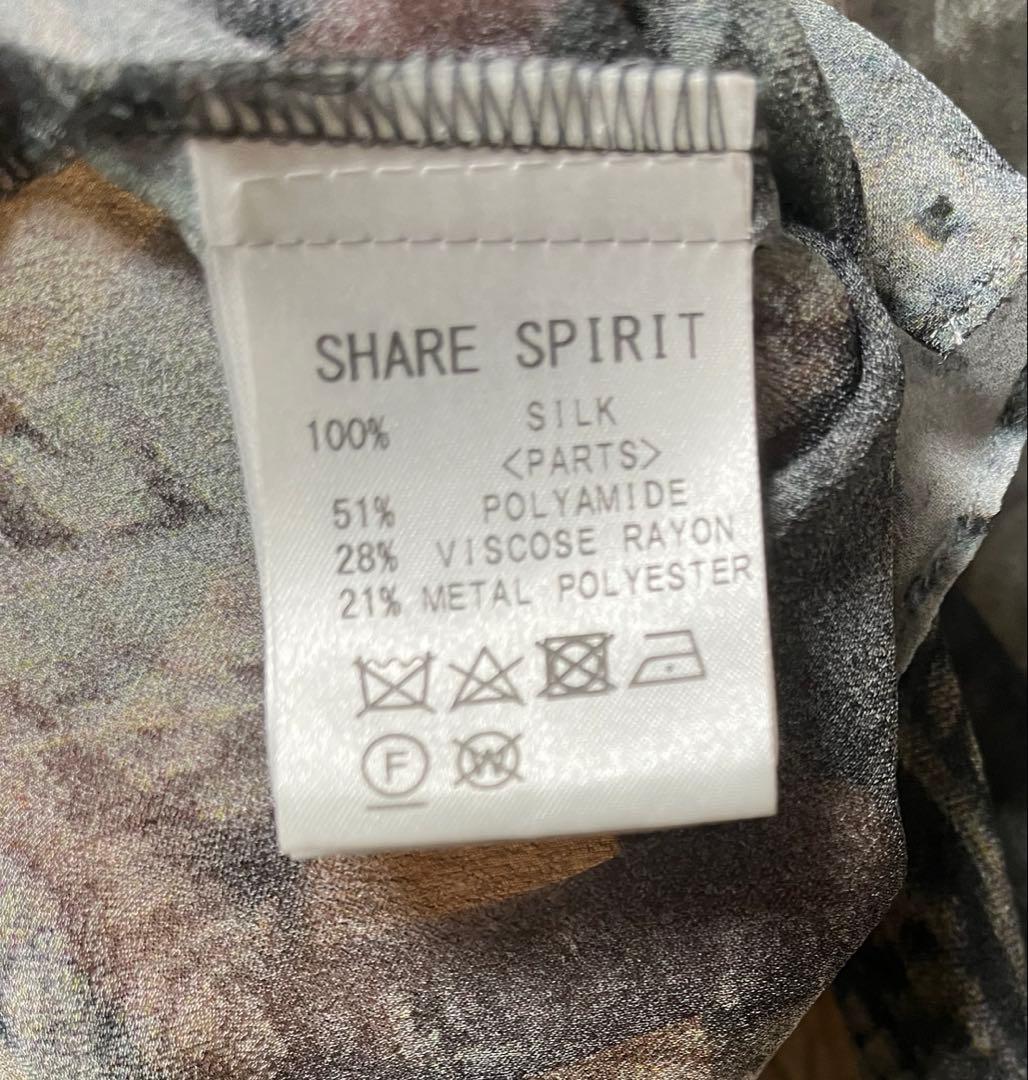 SHARE SPIRIT
100% SILK
<PARTS>
51% POLYAMIDE
28% VISCOSE RAYON
21% METAL POLYESTER
F W